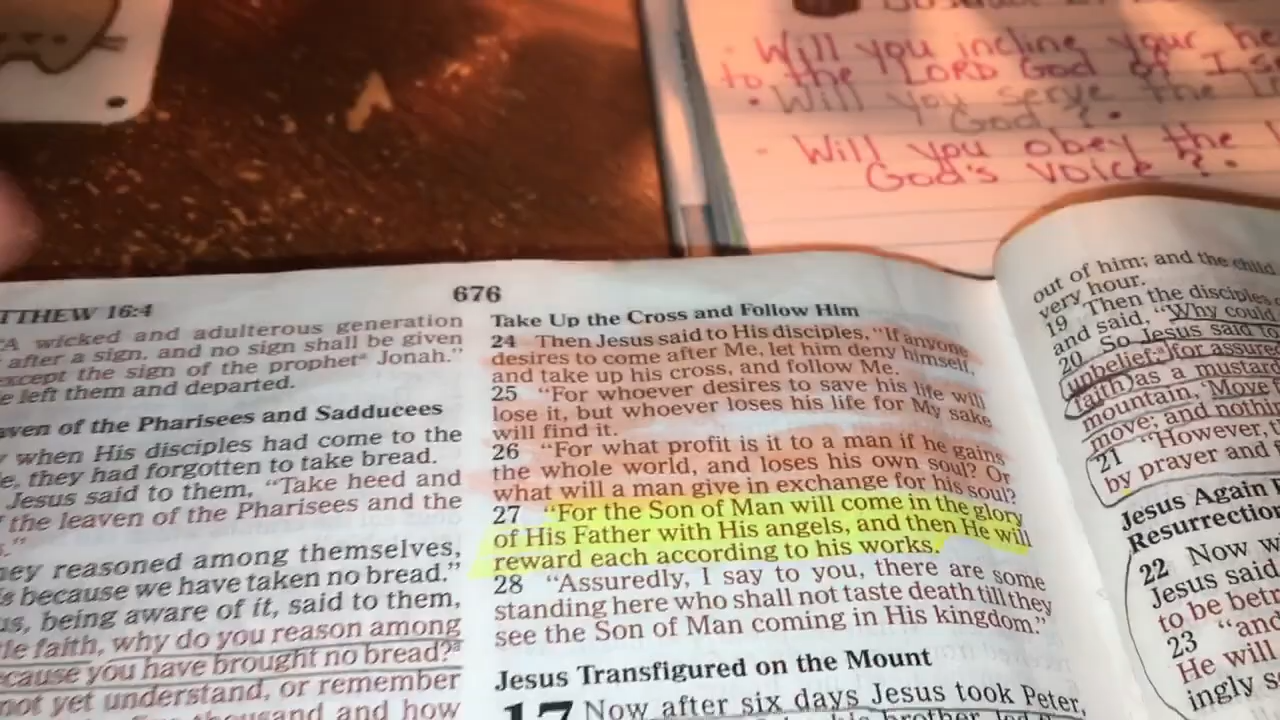 Will you incline your
to the LORD God of
Will you serve the
God?
- Will you obey the
God's voice?
676
16:4
"A wicked and adulterous generation
after a sign, and no sign shall be given
except the sign of the prophet Jonah."
left them and departed.
of the Pharisees and Sadducees
when His disciples had come to the
they had forgotten to take bread.
Jesus said to them, "Take heed and
the leaven of the Pharisees and the
reasoned among themselves,
is because we have taken no bread."
being aware of it, said to them,
faith, why do you reason among
because you have brought no bread?
not yet understand, or remember
and how
Take Up the Cross and Follow Him
24 Then Jesus said to His disciples, "If anyone
desires to come after Me, let him deny himself,
and take up his cross, and follow Me.
25 "For whoever desires to save his life will
lose it, but whoever loses his life for My sake
will find it.
26 "For what profit is it to a man if he gains
the whole world, and loses his own soul? Or
what will a man give in exchange for his soul?
27 "For the Son of Man will come in the glory
of His Father with His angels, and then He will
reward each according to his works.
28 "Assuredly, I say to you, there are some
standing here who shall not taste death till they
see the Son of Man coming in His kingdom."
Jesus Transfigured on the Mount
17 Now after six days Jesus took Peter,
his brother, led
out of him; and the child
very hour.
19 Then the disciples
and said, "Why could
20 So Jesus said to
unbelief; for
faith as a mustard
mountain, 'Move
move; and
21 "However,
by prayer and
Jesus Again
Resurrection
22 Now
Jesus said
to be
23 "and
He will